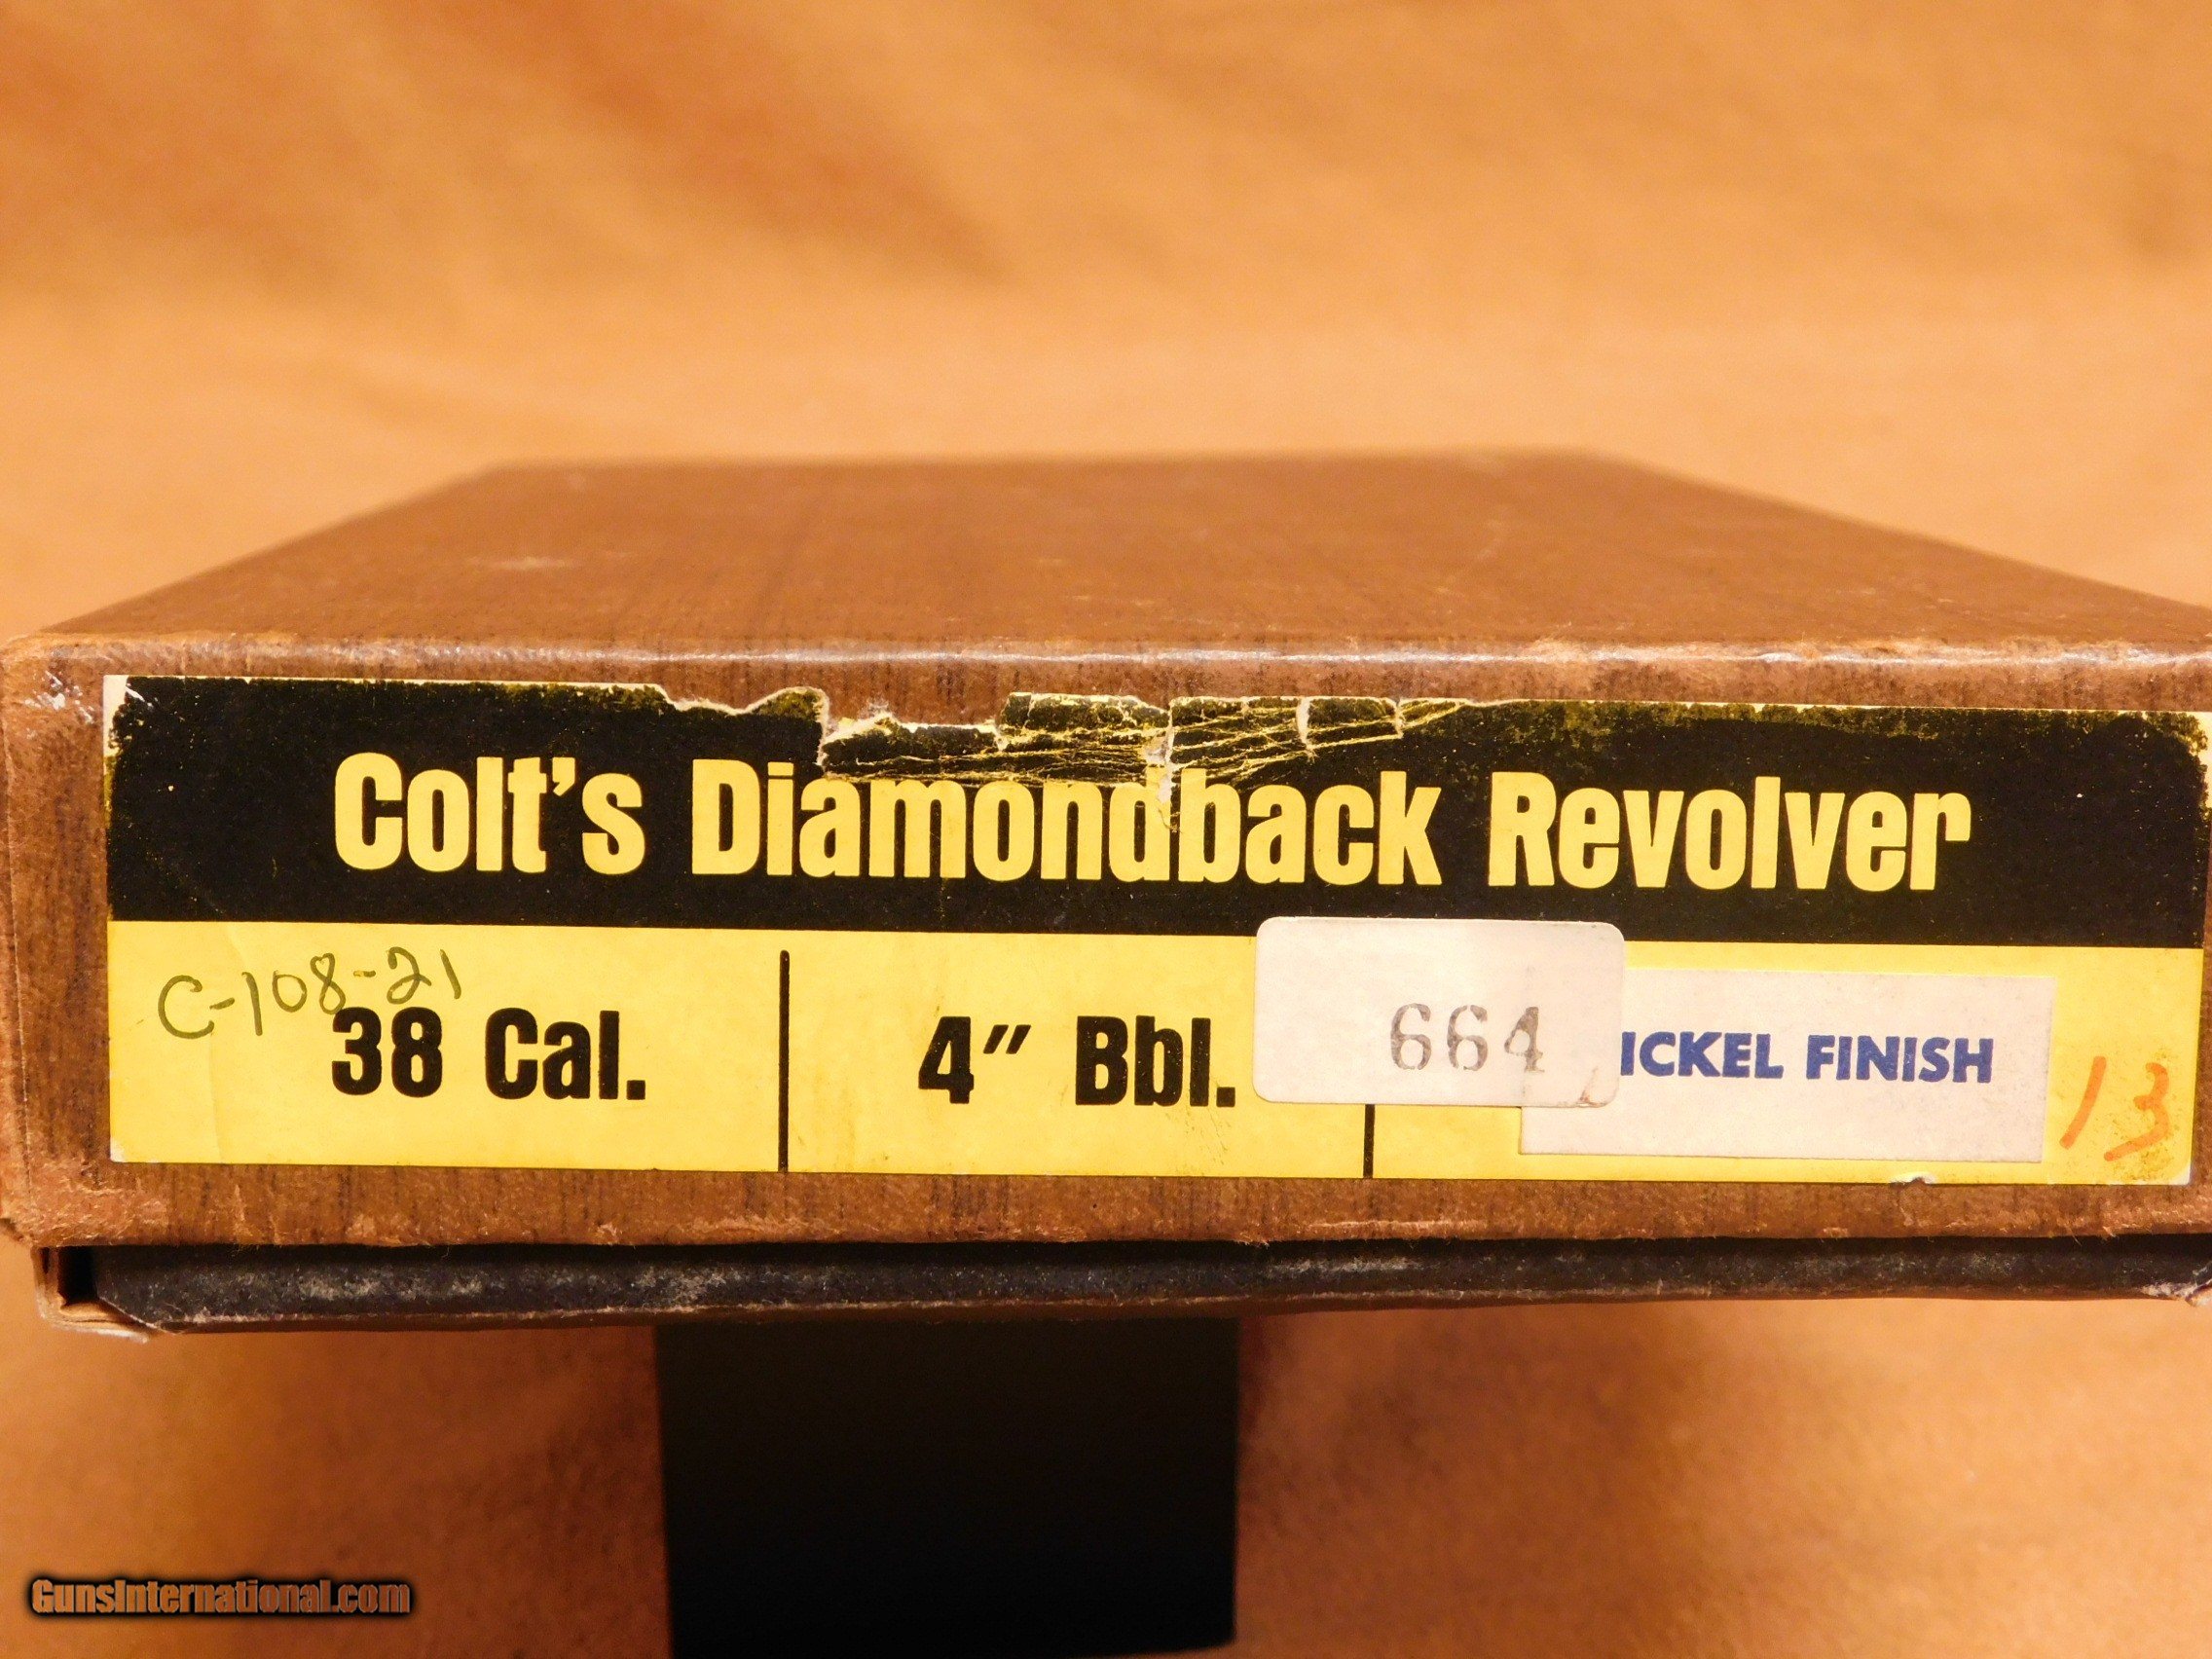 Colt's Diamondback Revolver
C-108-21
38 Cal.
4" Bbl.
664
ICKEL FINISH
13
GunsInternational.com